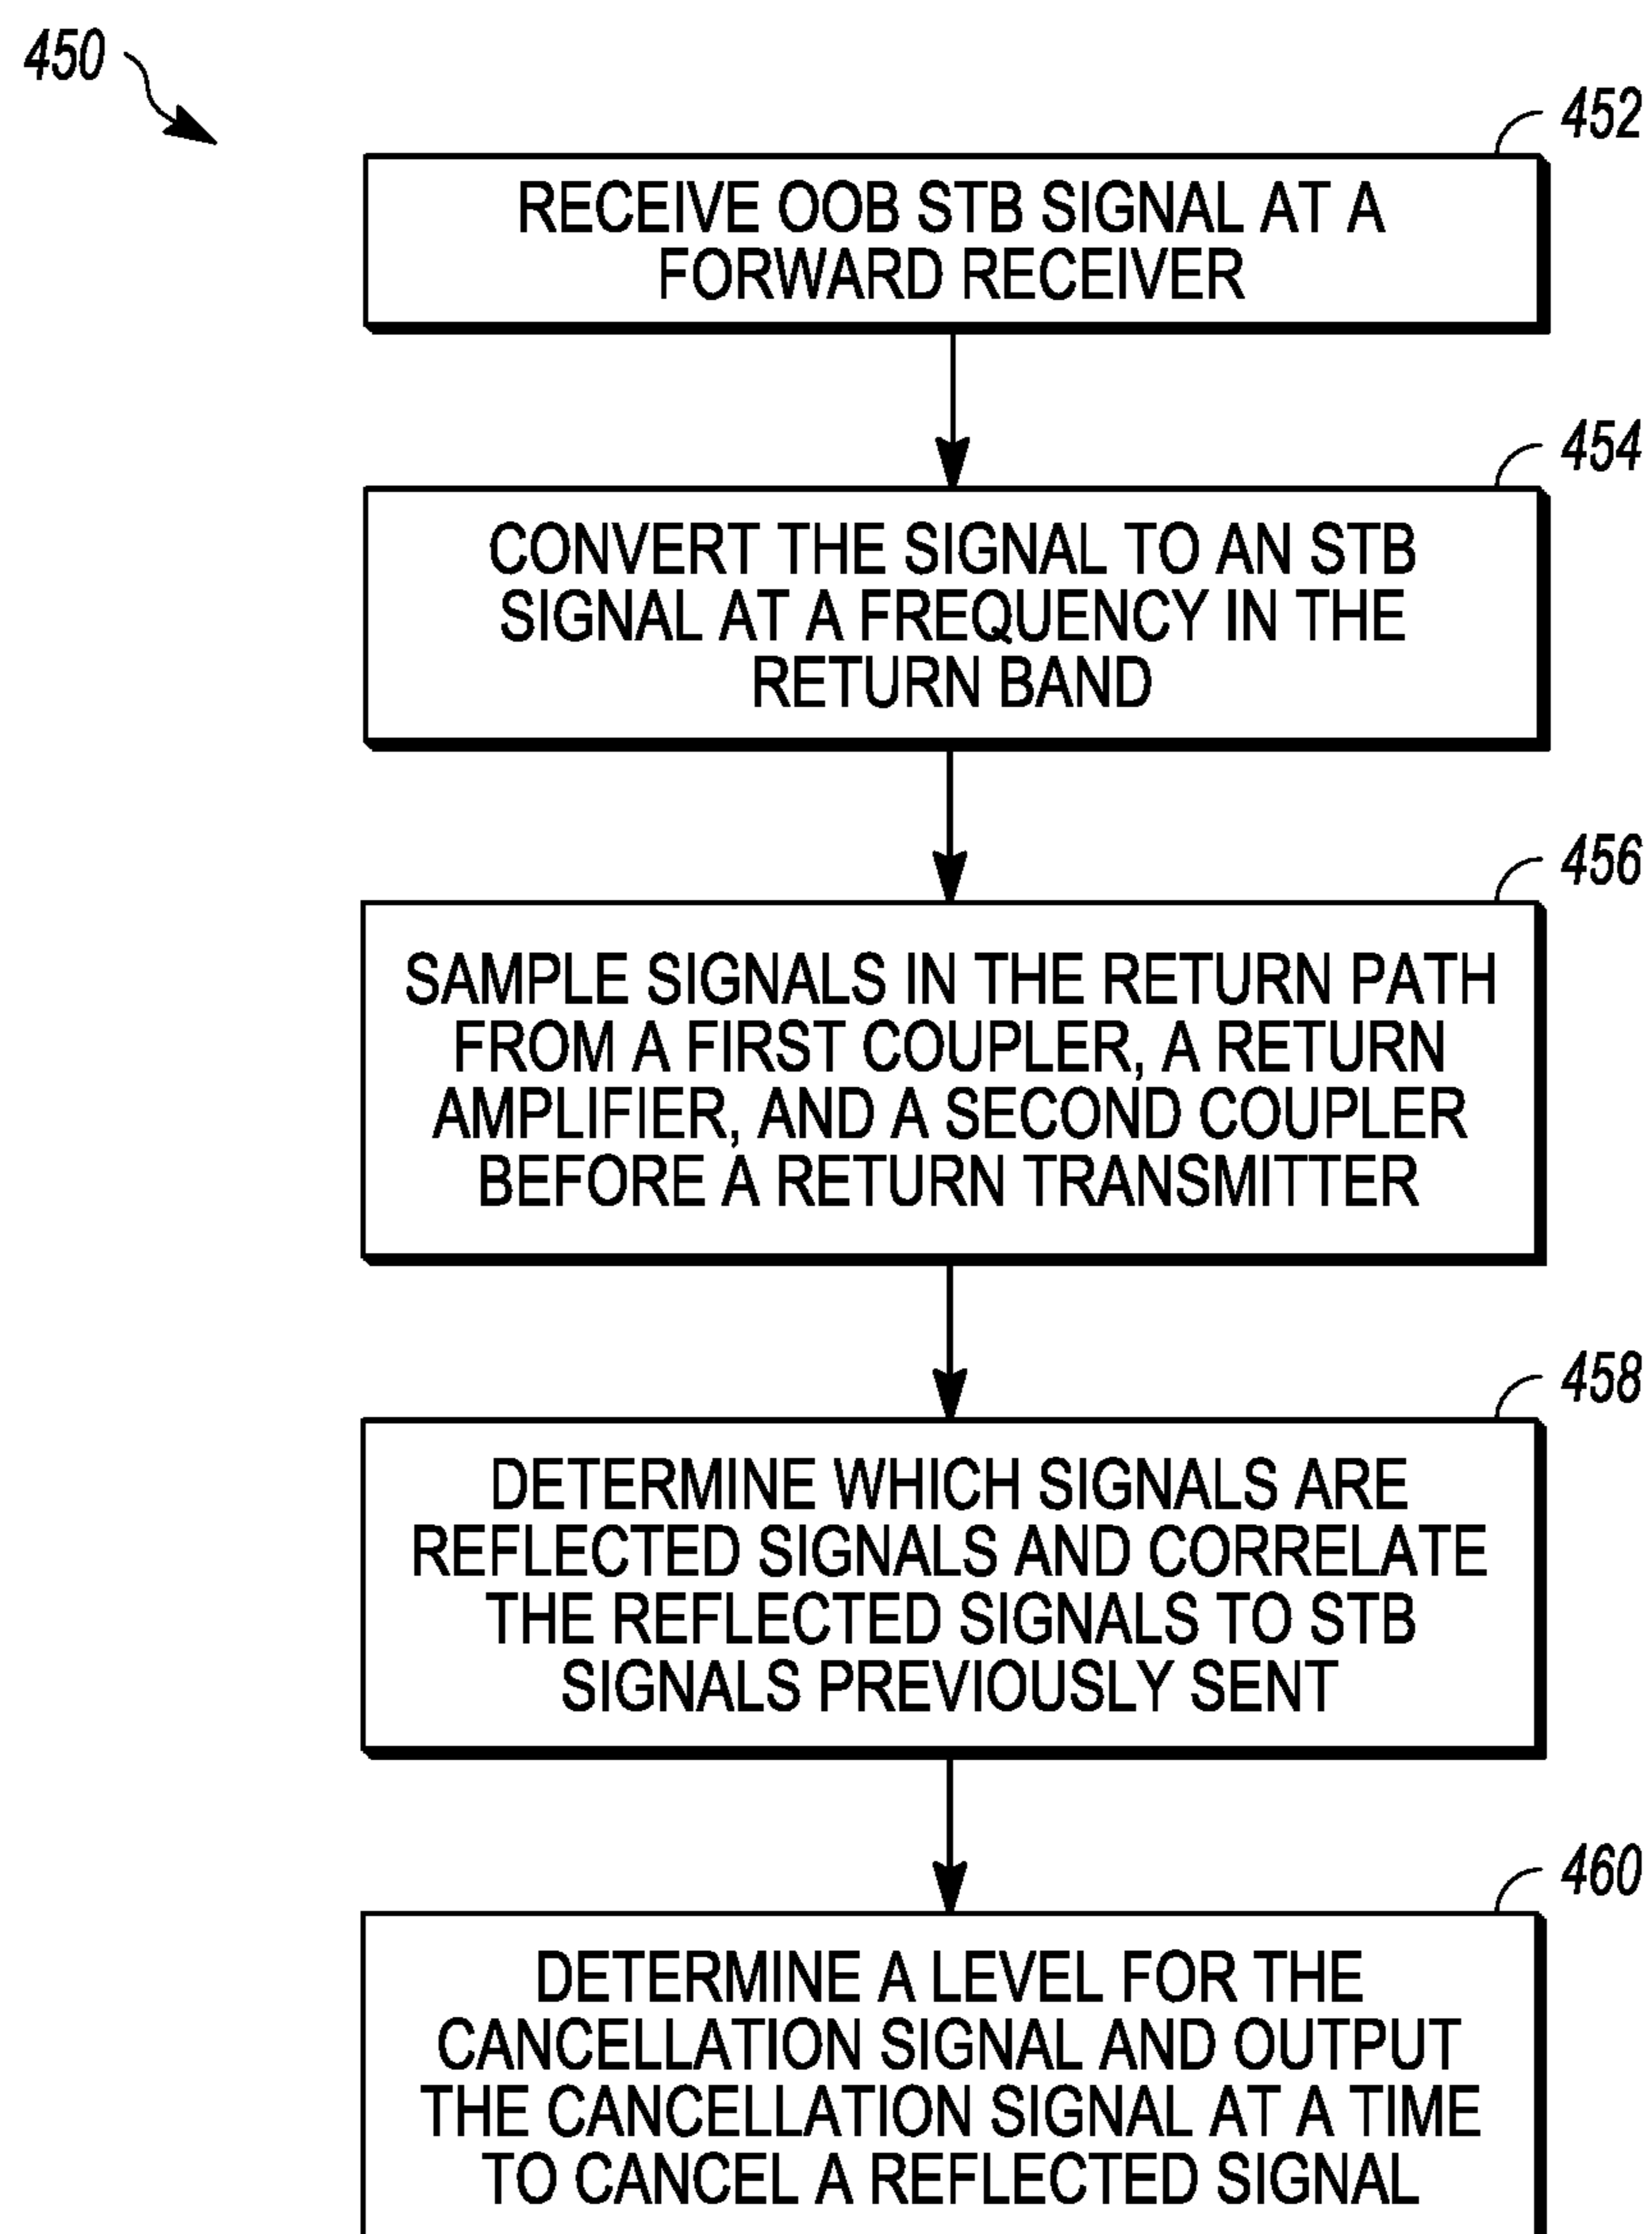 450
452
RECEIVE OOB STB SIGNAL AT A
FORWARD RECEIVER
454
CONVERT THE SIGNAL TO AN STB
SIGNAL AT A FREQUENCY IN THE
RETURN BAND
456
SAMPLE SIGNALS IN THE RETURN PATH
FROM A FIRST COUPLER, A RETURN
AMPLIFIER, AND A SECOND COUPLER
BEFORE A RETURN TRANSMITTER
458
DETERMINE WHICH SIGNALS ARE
REFLECTED SIGNALS AND CORRELATE
THE REFLECTED SIGNALS TO STB
SIGNALS PREVIOUSLY SENT
460
DETERMINE A LEVEL FOR THE
CANCELLATION SIGNAL AND OUTPUT
THE CANCELLATION SIGNAL AT A TIME
TO CANCEL A REFLECTED SIGNAL